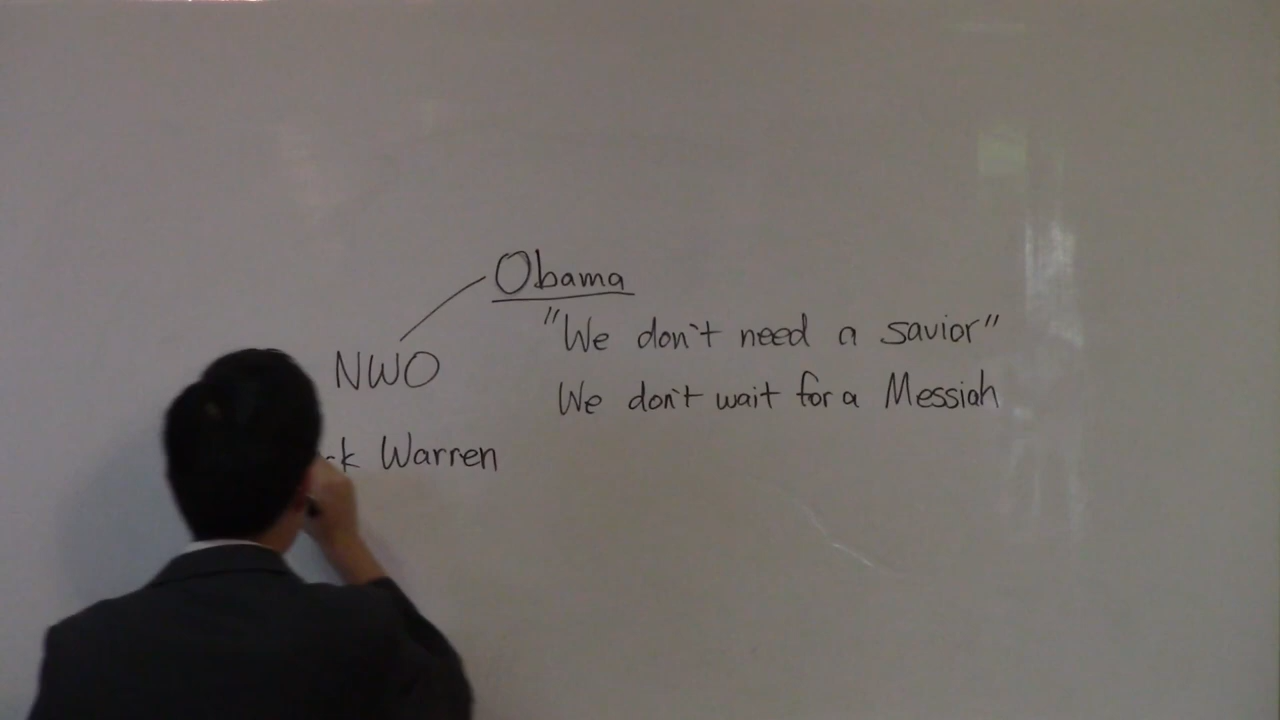 Obama
"We don't need a savior"
NWO
We don't wait for a Messiah
Warren